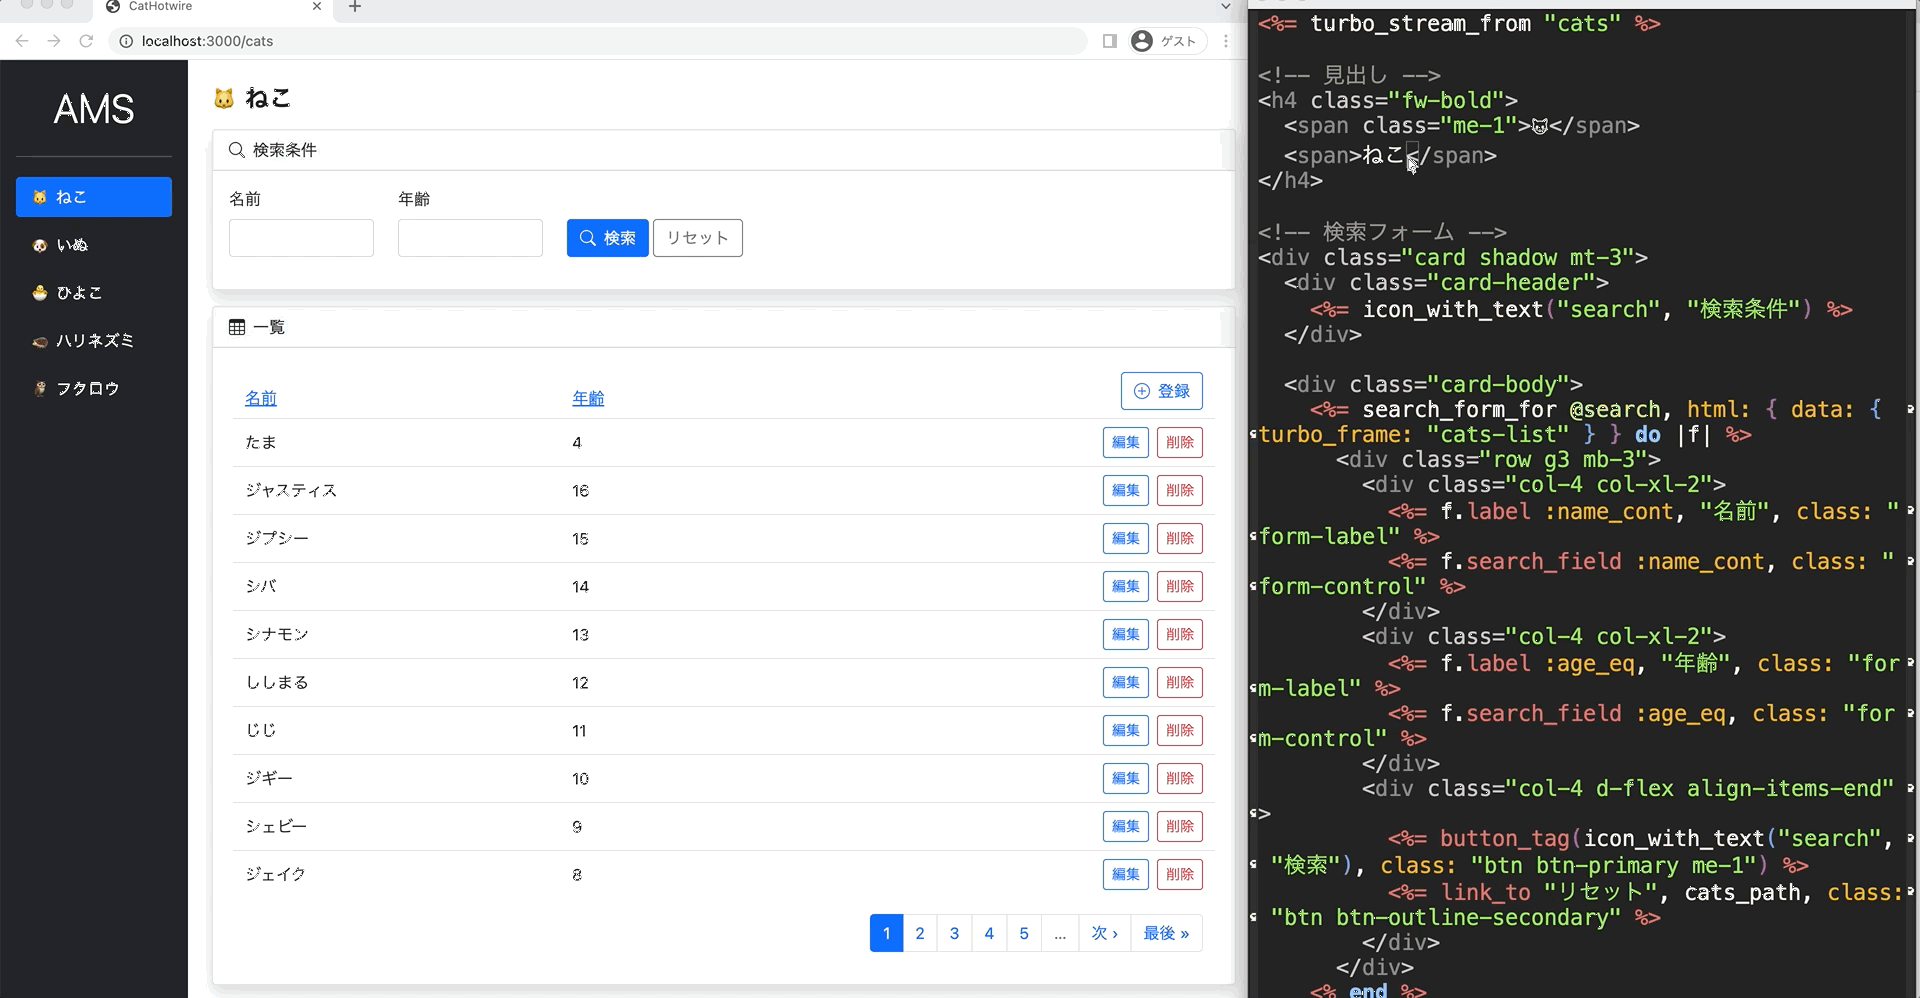 CatHotwire
localhost:3000/cats
ゲスト
AMS
ねこ
いぬ
ひよこ
ハリネズミ
フクロウ
ねこ
検索条件
名前 年齢
検索 リセット
一覧
名前 年齢 登録
たま 4 編集 削除
ジャスティス 16 編集 削除
ジプシー 15 編集 削除
シバ 14 編集 削除
シナモン 13 編集 削除
ししまる 12 編集 削除
じじ 11 編集 削除
ジギー 10 編集 削除
シェビー 9 編集 削除
ジェイク 8 編集 削除
1 2 3 4 5 ... 次 › 最後 »
<%= turbo_stream_from "cats" %>
<!-- 見出し -->
<h4 class="fw-bold">
<span class="me-1">🐱</span>
<span>ねこ</span>
</h4>
<!-- 検索フォーム -->
<div class="card shadow mt-3">
<div class="card-header">
<%= icon_with_text("search", "検索条件") %>
</div>
<div class="card-body">
<%= search_form_for @search, html: { data: {
turbo_frame: "cats-list" } } do |f| %>
<div class="row g3 mb-3">
<div class="col-4 col-xl-2">
<%= f.label :name_cont, "名前", class: "
form-label" %>
<%= f.search_field :name_cont, class: "
form-control" %>
</div>
<div class="col-4 col-xl-2">
<%= f.label :age_eq, "年齢", class: "for
m-label" %>
<%= f.search_field :age_eq, class: "for
m-control" %>
</div>
<div class="col-4 d-flex align-items-end"
>
<%= button_tag(icon_with_text("search",
"検索"), class: "btn btn-primary me-1") %>
<%= link_to "リセット", cats_path, class:
"btn btn-outline-secondary" %>
</div>
</div>
<% end %>